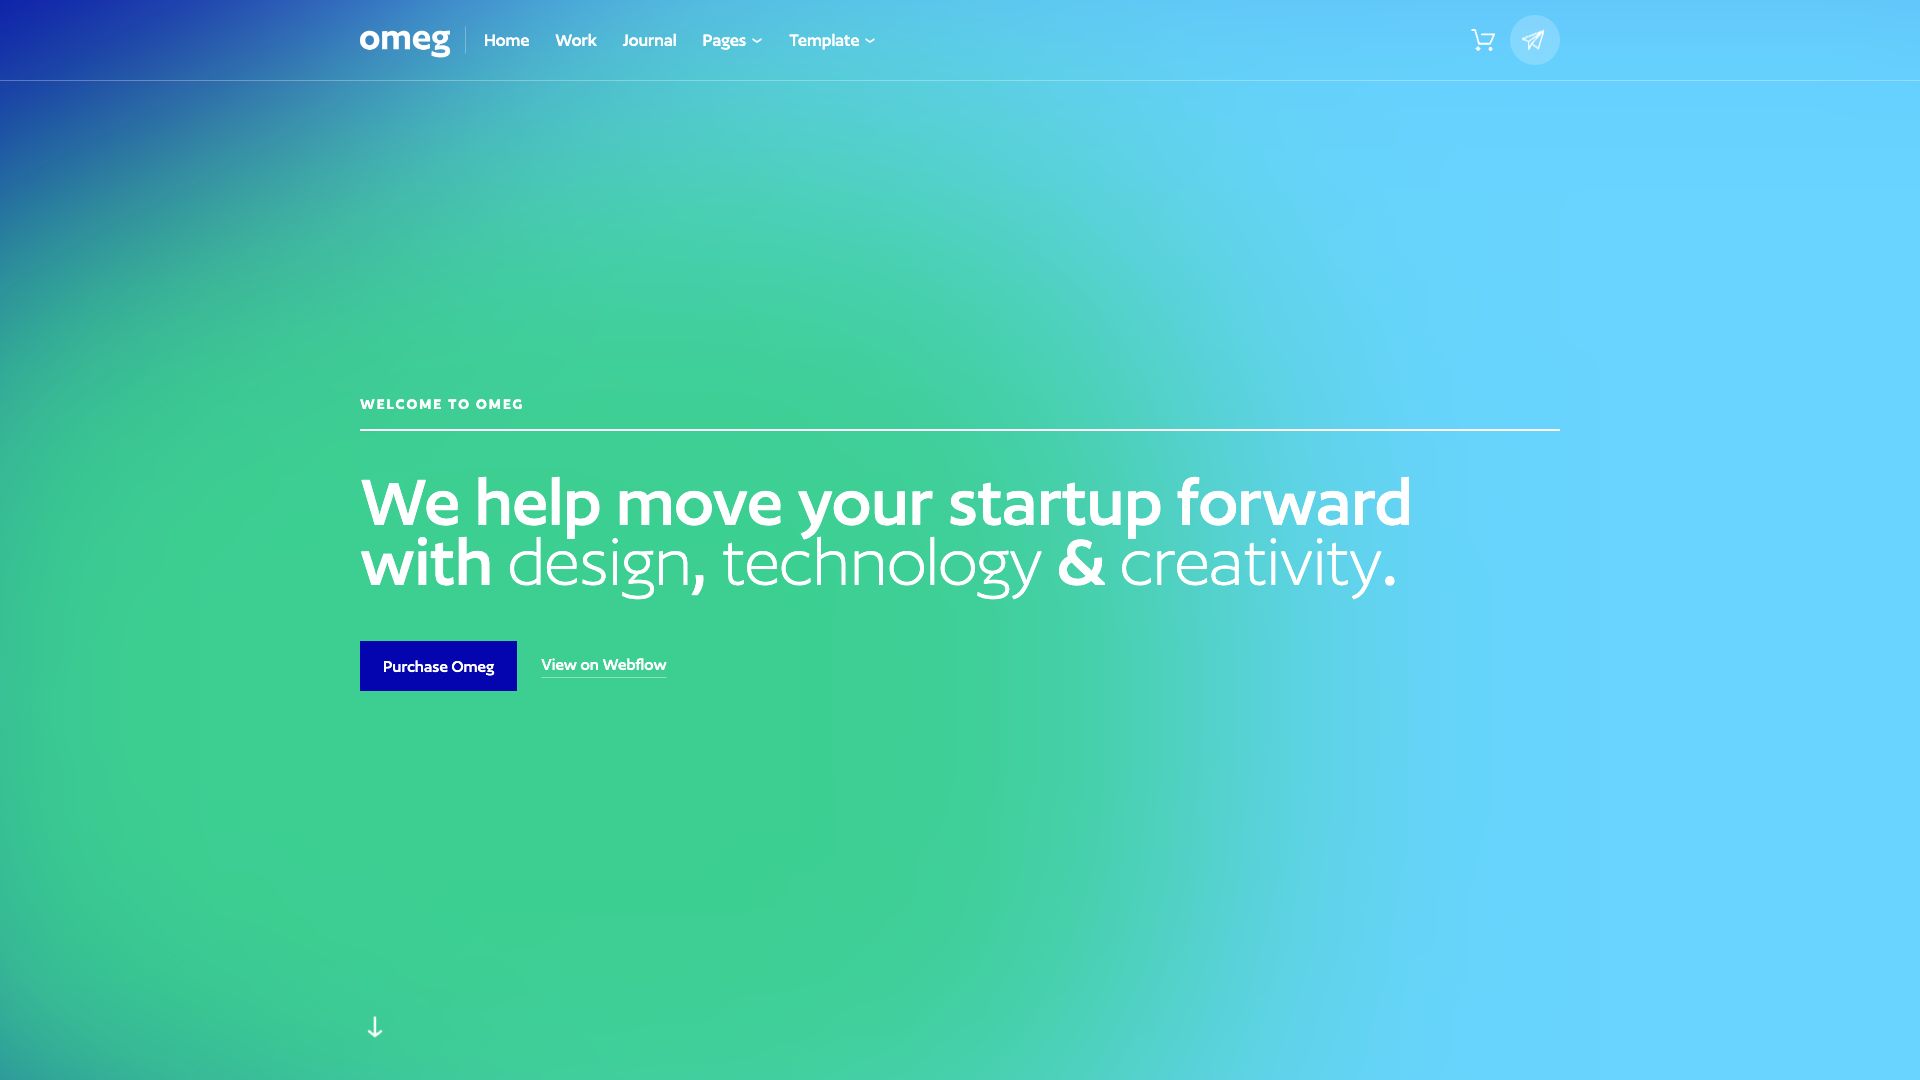 omeg
Home
Work
Journal
Pages
Template
WELCOME TO OMEG
We help move your startup forward
with design, technology & creativity.
Purchase Omeg
View on Webflow